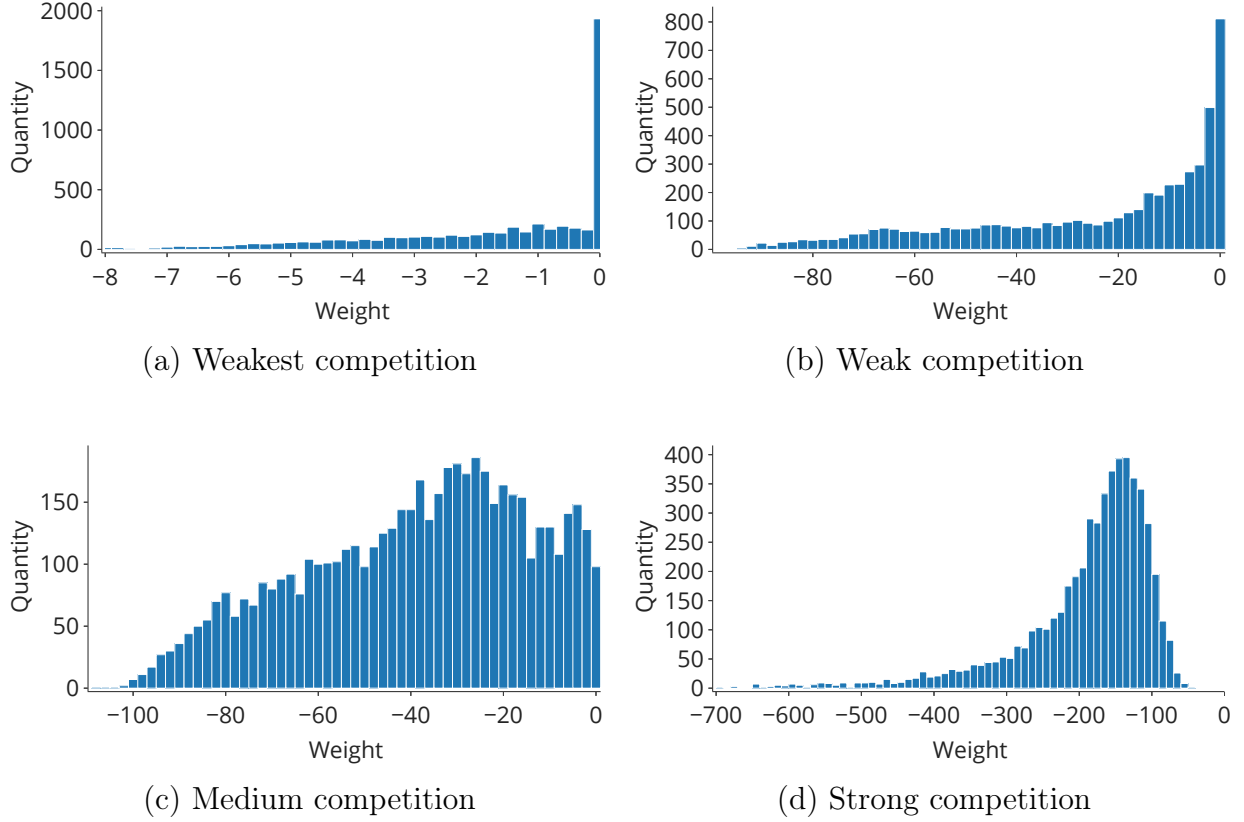 2000
1500
1000
500
0
Quantity
−8 −7 −6 −5 −4 −3 −2 −1 0
Weight
(a) Weakest competition
800
700
600
500
400
300
200
100
0
Quantity
−80 −60 −40 −20 0
Weight
(b) Weak competition
150
100
50
0
Quantity
−100 −80 −60 −40 −20 0
Weight
(c) Medium competition
400
350
300
250
200
150
100
50
0
Quantity
−700 −600 −500 −400 −300 −200 −100 0
Weight
(d) Strong competition